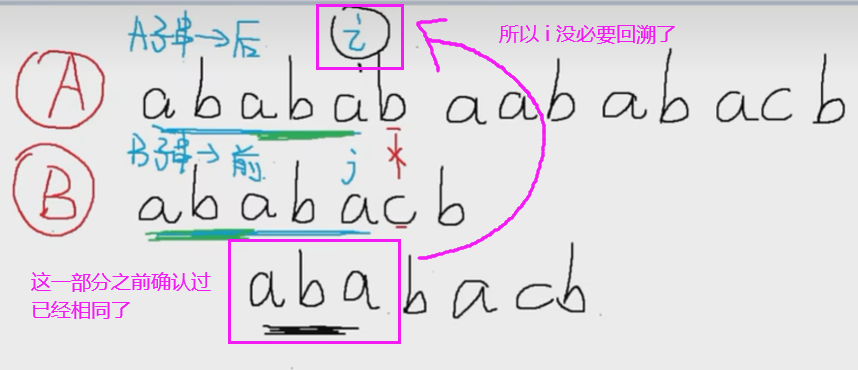 A子串→后
i
所以 i 没必要回溯了
A
ababab aababacb
B子串→前
j
B
ababacb
这一部分之前确认过
已经相同了
ababacb